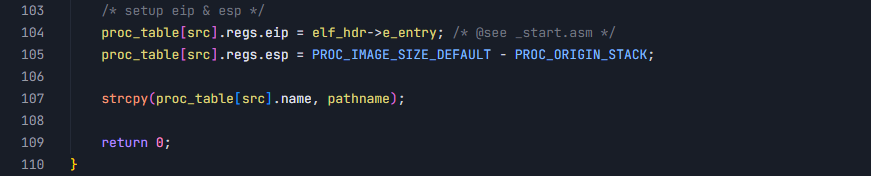 103 /* setup eip & esp */
104 proc_table[src].regs.eip = elf_hdr->e_entry; /* @see _start.asm */
105 proc_table[src].regs.esp = PROC_IMAGE_SIZE_DEFAULT - PROC_ORIGIN_STACK;
106
107 strcpy(proc_table[src].name, pathname);
108
109 return 0;
110 }